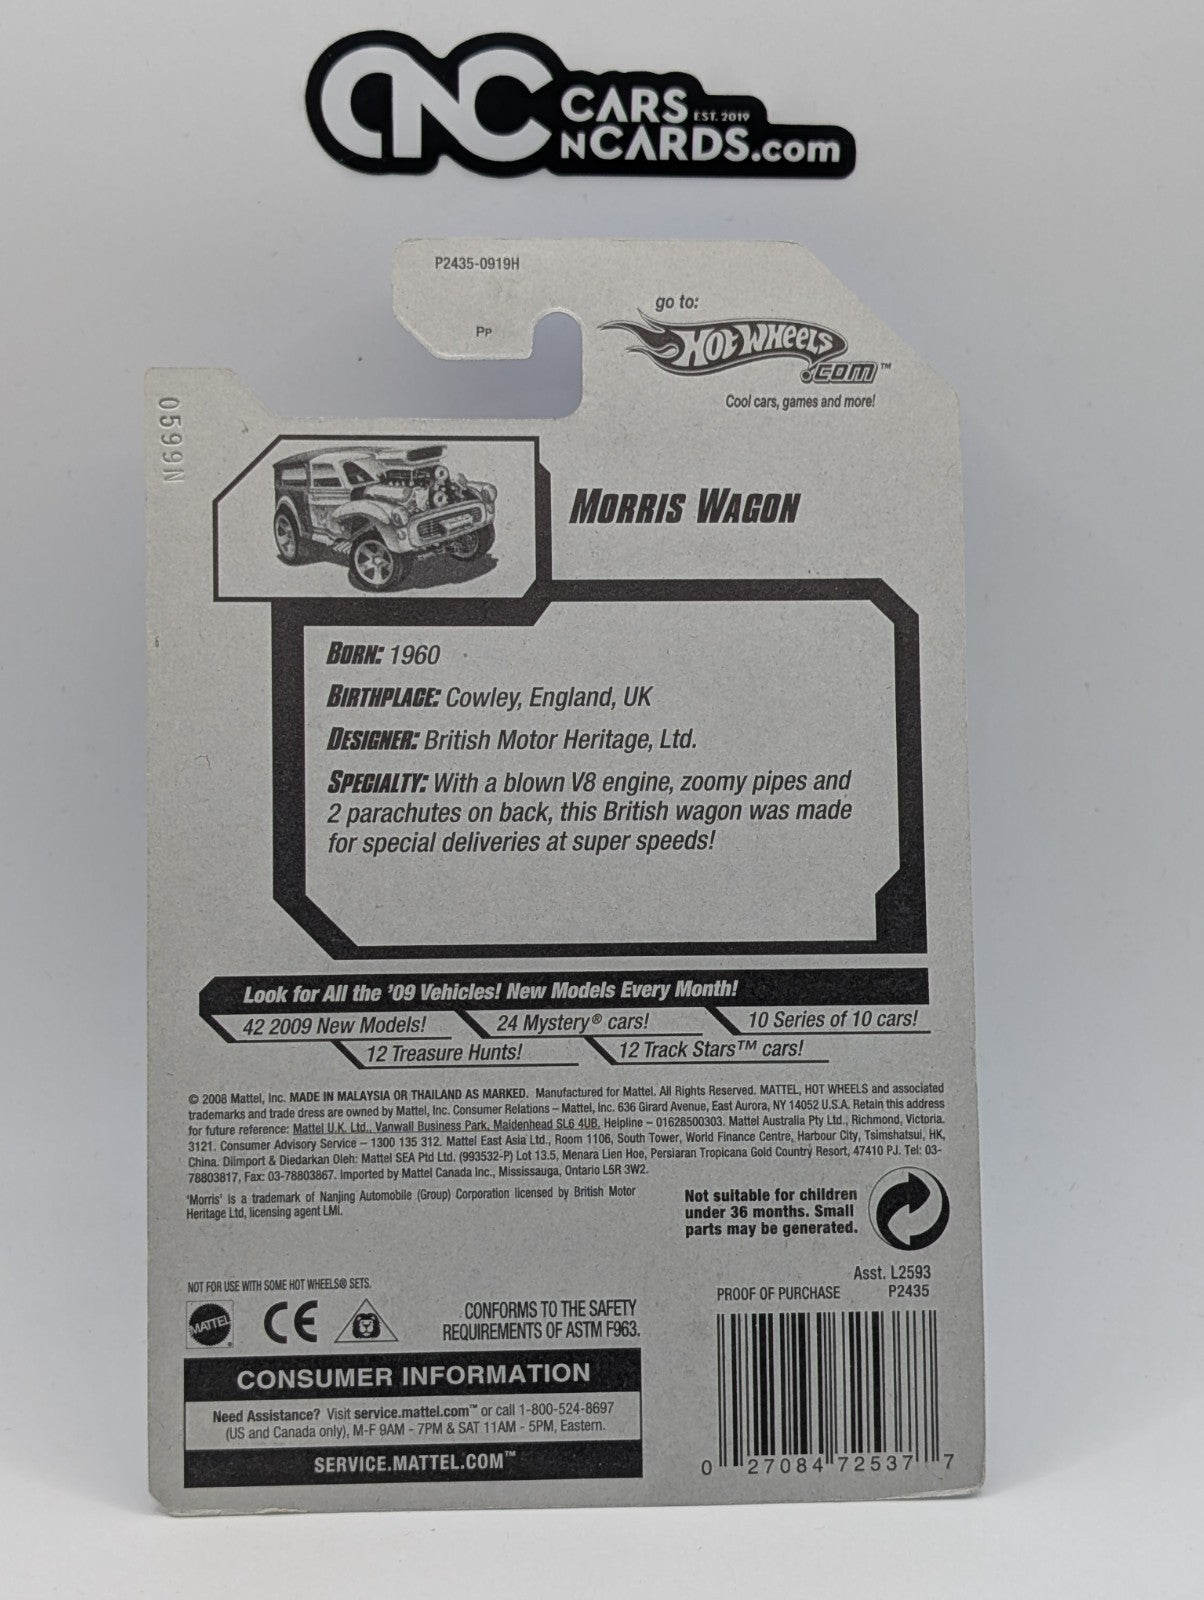 CNC CARS EST. 2019
nCARDS.com
P2435-0919H
Pp
go to:
HOT WHEELS
.COM™
Cool cars, games and more!
0599N
MORRIS WAGON
BORN: 1960
BIRTHPLACE: Cowley, England, UK
DESIGNER: British Motor Heritage, Ltd.
SPECIALTY: With a blown V8 engine, zoomy pipes and
2 parachutes on back, this British wagon was made
for special deliveries at super speeds!
Look for All the '09 Vehicles! New Models Every Month!
42 2009 New Models! 24 Mystery® cars! 10 Series of 10 cars!
12 Treasure Hunts! 12 Track Stars™ cars!
© 2008 Mattel, Inc. MADE IN MALAYSIA OR THAILAND AS MARKED. Manufactured for Mattel. All Rights Reserved. MATTEL, HOT WHEELS and associated
trademarks and trade dress are owned by Mattel, Inc. Consumer Relations – Mattel, Inc. 636 Girard Avenue, East Aurora, NY 14052 U.S.A. Retain this address
for future reference: Mattel U.K. Ltd., Vanwall Business Park, Maidenhead SL6 4UB. Helpline – 01628500303. Mattel Australia Pty Ltd., Richmond, Victoria.
3121. Consumer Advisory Service – 1300 135 312. Mattel East Asia Ltd., Room 1106, South Tower, World Finance Centre, Harbour City, Tsimshatsui, HK,
China. Diimport & Diedarkan Oleh: Mattel SEA Ptd Ltd. (993532-P) Lot 13.5, Menara Lien Hoe, Persiaran Tropicana Gold Country Resort, 47410 PJ. Tel: 03-
78803817, Fax: 03-78803867. Imported by Mattel Canada Inc., Mississauga, Ontario L5R 3W2.
'Morris' is a trademark of Nanjing Automobile (Group) Corporation licensed by British Motor
Heritage Ltd, licensing agent LMI.
Not suitable for children
under 36 months. Small
parts may be generated.
NOT FOR USE WITH SOME HOT WHEELS® SETS.
MATTEL CE
CONFORMS TO THE SAFETY
REQUIREMENTS OF ASTM F963.
Asst. L2593
PROOF OF PURCHASE P2435
CONSUMER INFORMATION
Need Assistance? Visit service.mattel.com™ or call 1-800-524-8697
(US and Canada only), M-F 9AM - 7PM & SAT 11AM - 5PM, Eastern.
SERVICE.MATTEL.COM™
0 27084 72537 7